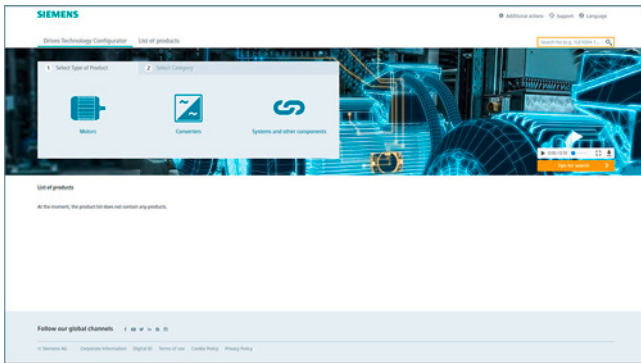 SIEMENS
Additional actions Support Language
Drives Technology Configurator List of products
1 Select Type of Product 2 Select Category
Motors Converters Systems and other components
Tips for search
List of products
At the moment, the product list does not contain any products.
Follow our global channels
© Siemens AG Corporate Information Digital ID Terms of use Cookie Policy Privacy Policy